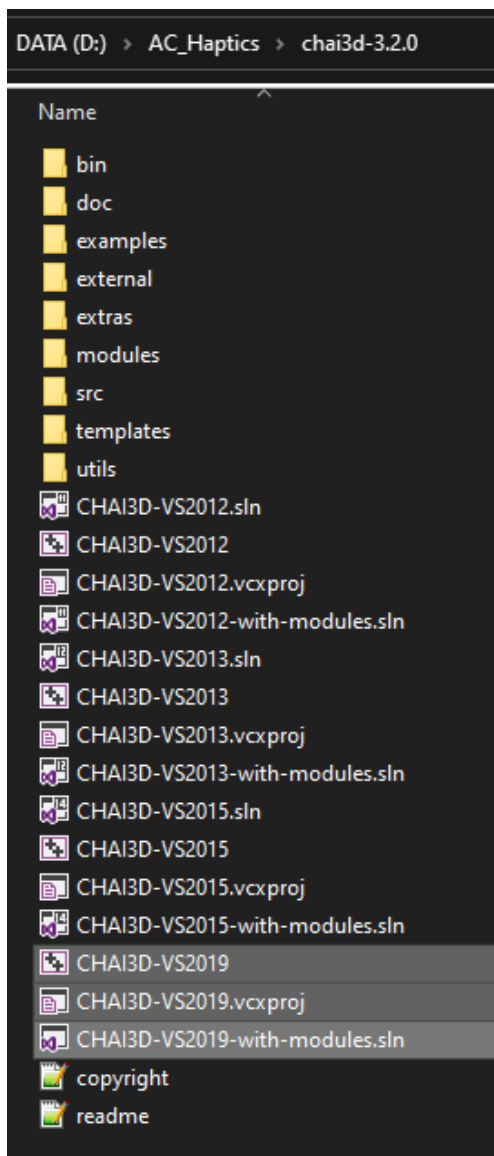 DATA (D:) > AC_Haptics > chai3d-3.2.0
Name
bin
doc
examples
external
extras
modules
src
templates
utils
CHAI3D-VS2012.sln
CHAI3D-VS2012
CHAI3D-VS2012.vcxproj
CHAI3D-VS2012-with-modules.sln
CHAI3D-VS2013.sln
CHAI3D-VS2013
CHAI3D-VS2013.vcxproj
CHAI3D-VS2013-with-modules.sln
CHAI3D-VS2015.sln
CHAI3D-VS2015
CHAI3D-VS2015.vcxproj
CHAI3D-VS2015-with-modules.sln
CHAI3D-VS2019
CHAI3D-VS2019.vcxproj
CHAI3D-VS2019-with-modules.sln
copyright
readme